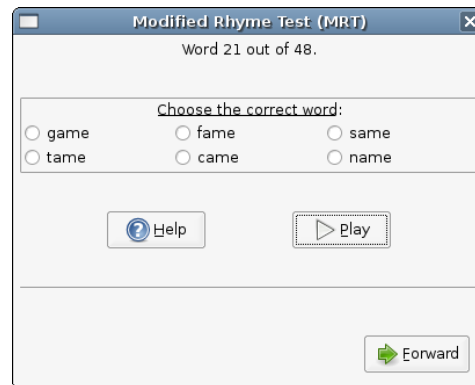 Modified Rhyme Test (MRT)
Word 21 out of 48.
Choose the correct word:
game fame same
tame came name
Help Play
Forward